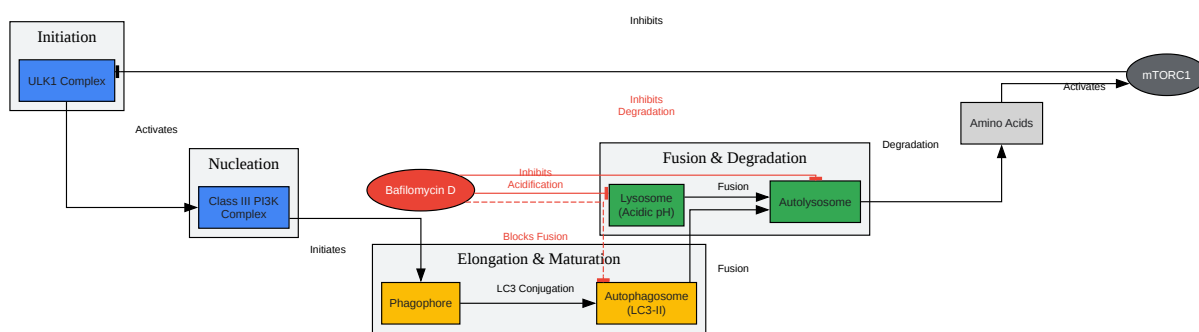 Inhibits
Initiation
ULK1 Complex
mTORC1
Activates
Inhibits
Degradation
Amino Acids
Activates
Degradation
Nucleation
Fusion & Degradation
Class III PI3K
Complex
Bafilomycin D
Inhibits
Acidification
Lysosome
(Acidic pH)
Fusion
Autolysosome
Initiates
Blocks Fusion
Elongation & Maturation
Fusion
Phagophore
LC3 Conjugation
Autophagosome
(LC3-II)